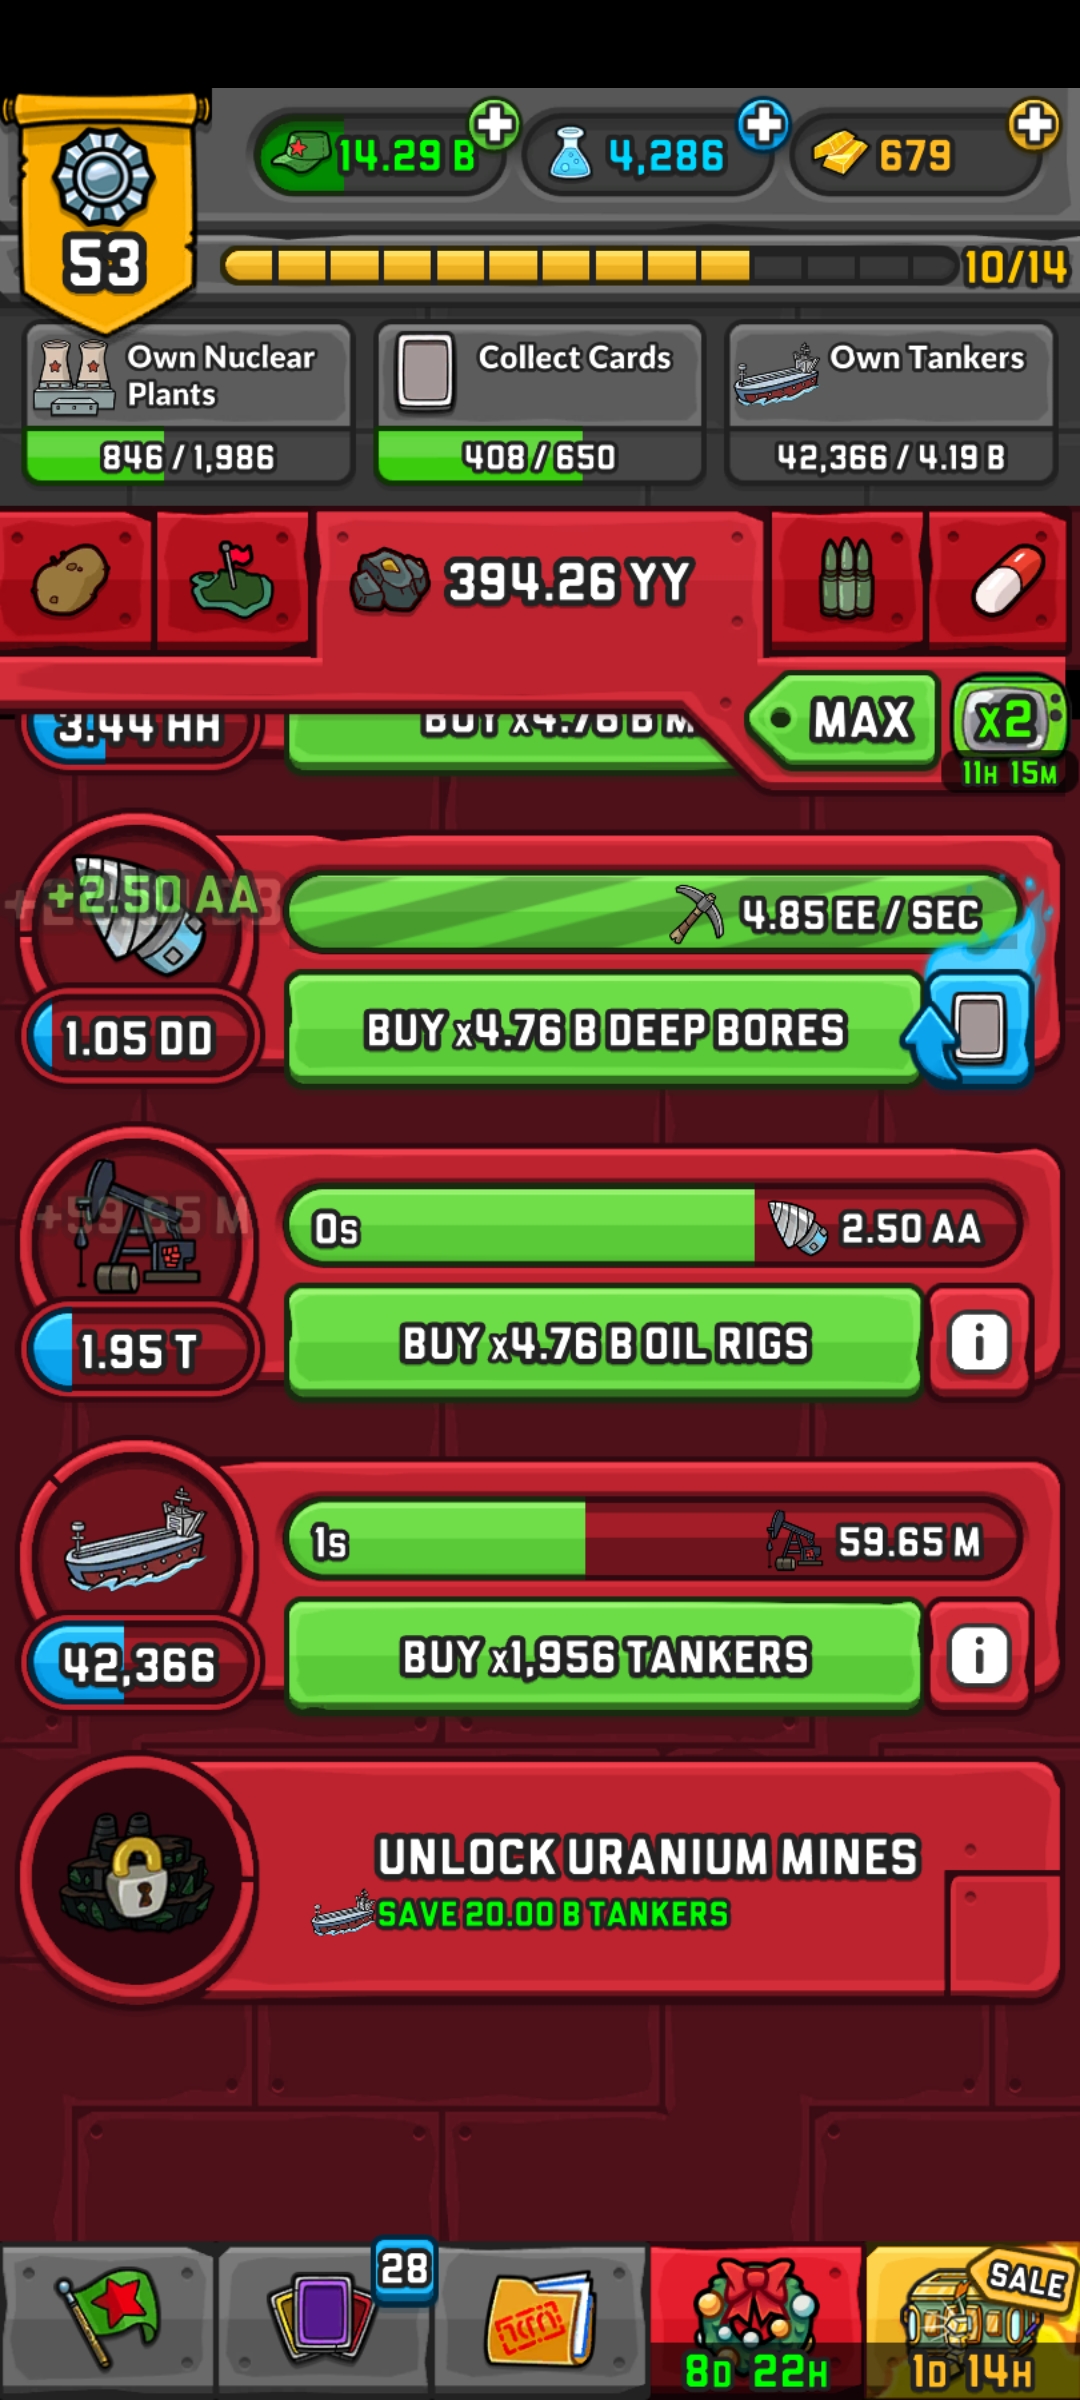 14.29 B
4,286
679
53
10/14
Own Nuclear
Plants
846 / 1,986
Collect Cards
408 / 650
Own Tankers
42,366 / 4.19 B
394.26 YY
MAX
x2
11H 15M
3.44 HH
BUY x4.76 B M
+2.50 AA
4.85 EE / SEC
1.05 DD
BUY x4.76 B DEEP BORES
+59.65 M
0s
2.50 AA
1.95 T
BUY x4.76 B OIL RIGS
1s
59.65 M
42,366
BUY x1,956 TANKERS
UNLOCK URANIUM MINES
SAVE 20.00 B TANKERS
28
SALE
8D 22H
1D 14H